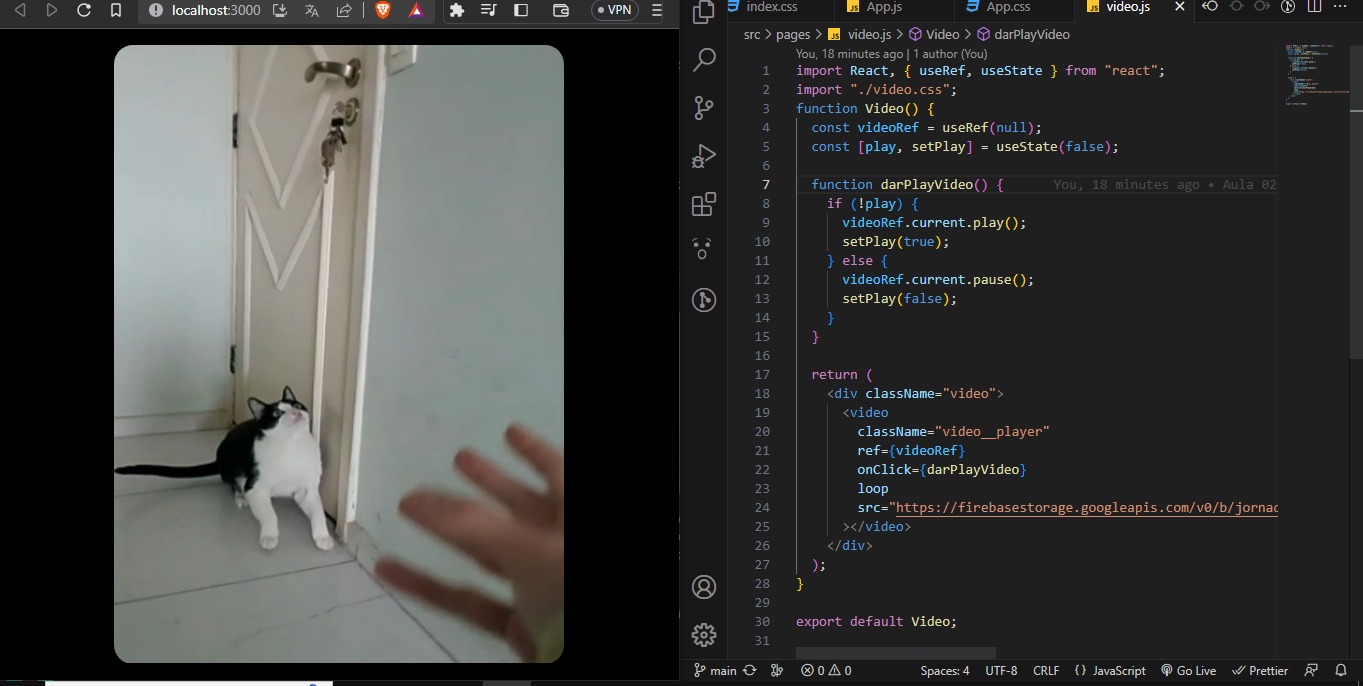 localhost:3000
VPN
index.css
App.js
App.css
video.js
src > pages > video.js > Video > darPlayVideo
You, 18 minutes ago | 1 author (You)
1 import React, { useRef, useState } from "react";
2 import "./video.css";
3 function Video() {
4 const videoRef = useRef(null);
5 const [play, setPlay] = useState(false);
6
7 function darPlayVideo() { You, 18 minutes ago • Aula 02
8 if (!play) {
9 videoRef.current.play();
10 setPlay(true);
11 } else {
12 videoRef.current.pause();
13 setPlay(false);
14 }
15 }
16
17 return (
18 <div className="video">
19 <video
20 className="video__player"
21 ref={videoRef}
22 onClick={darPlayVideo}
23 loop
24 src="https://firebasestorage.googleapis.com/v0/b/jornad
25 ></video>
26 </div>
27 );
28 }
29
30 export default Video;
31
main
0 0
Spaces: 4
UTF-8
CRLF
{} JavaScript
Go Live
Prettier